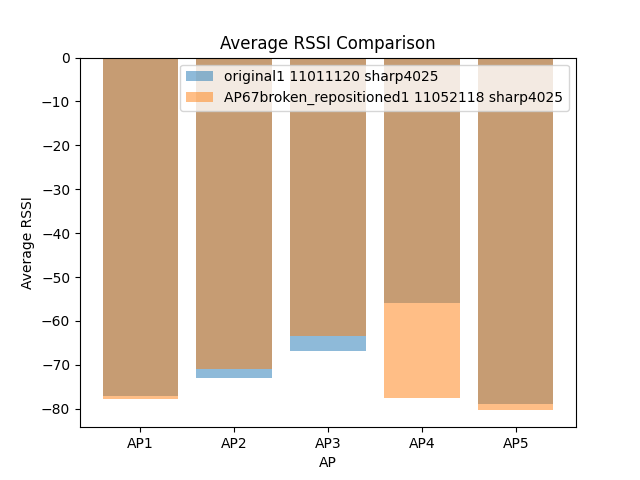 Average RSSI Comparison
original1 11011120 sharp4025
AP67broken_repositioned1 11052118 sharp4025
Average RSSI
0
−10
−20
−30
−40
−50
−60
−70
−80
AP1 AP2 AP3 AP4 AP5
AP